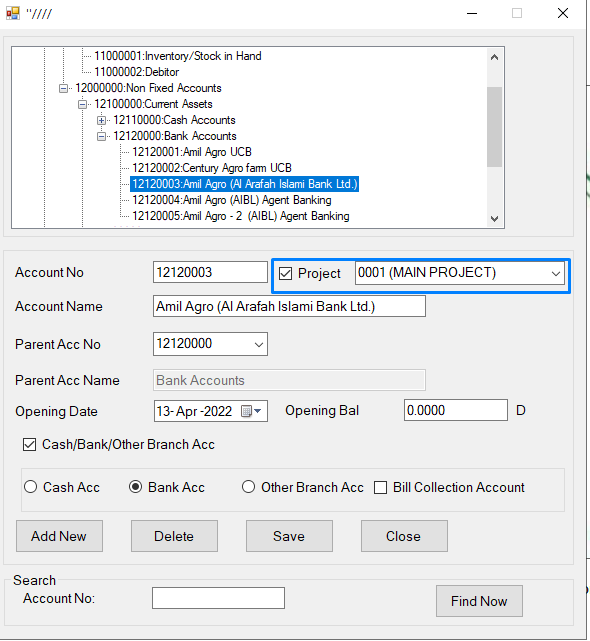 "////
11000001:Inventory/Stock in Hand
11000002:Debitor
12000000:Non Fixed Accounts
12100000:Current Assets
12110000:Cash Accounts
12120000:Bank Accounts
12120001:Amil Agro UCB
12120002:Century Agro farm UCB
12120003:Amil Agro (Al Arafah Islami Bank Ltd.)
12120004:Amil Agro (AIBL) Agent Banking
12120005:Amil Agro - 2 (AIBL) Agent Banking
Account No 12120003 Project 0001 (MAIN PROJECT)
Account Name Amil Agro (Al Arafah Islami Bank Ltd.)
Parent Acc No 12120000
Parent Acc Name Bank Accounts
Opening Date 13- Apr -2022 Opening Bal 0.0000 D
Cash/Bank/Other Branch Acc
Cash Acc Bank Acc Other Branch Acc Bill Collection Account
Add New Delete Save Close
Search
Account No: Find Now